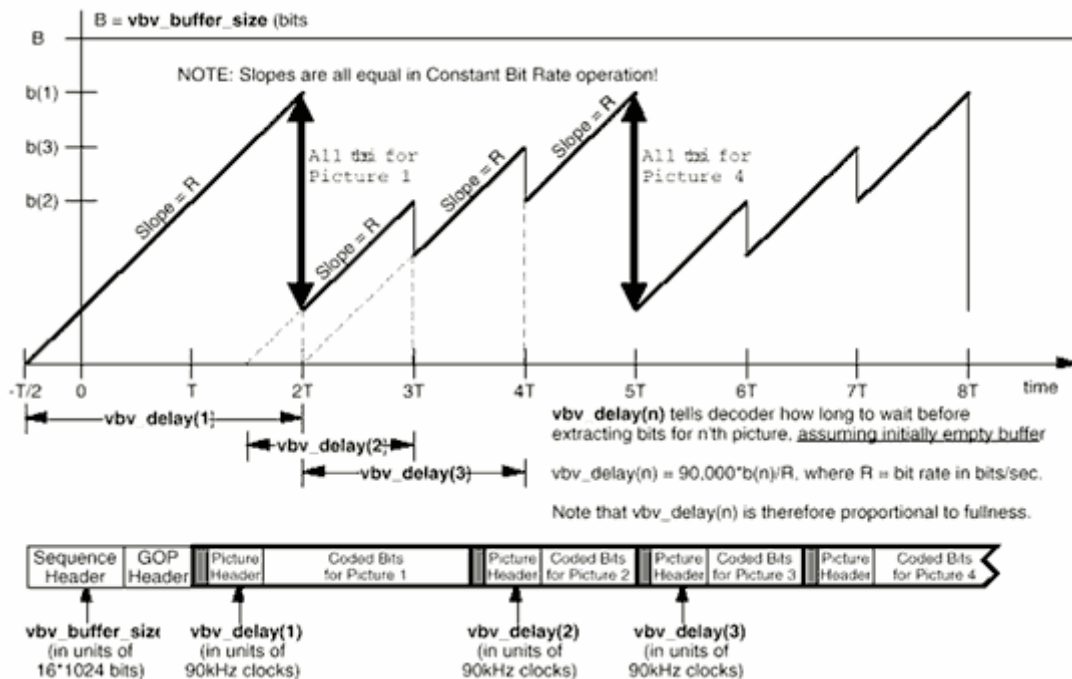 B = vbv_buffer_size (bits
B
NOTE: Slopes are all equal in Constant Bit Rate operation!
b(1)
b(3)
b(2)
Slope = R
Slope = R
Slope = R
Slope = R
All for
Picture 1
All for
Picture 4
-T/2 0 T 2T 3T 4T 5T 6T 7T 8T time
vbv_delay(1)
vbv_delay(2)
vbv_delay(3)
vbv_delay(n) tells decoder how long to wait before
extracting bits for n'th picture, assuming initially empty buffer
vbv_delay(n) = 90,000*b(n)/R, where R = bit rate in bits/sec.
Note that vbv_delay(n) is therefore proportional to fullness.
Sequence
Header
GOP
Header
Picture
Header
Coded Bits
for Picture 1
Picture
Header
Coded Bits
for Picture 2
Picture
Header
Coded Bits
for Picture 3
Picture
Header
Coded Bits
for Picture 4
vbv_buffer_size
(in units of
16*1024 bits)
vbv_delay(1)
(in units of
90kHz clocks)
vbv_delay(2)
(in units of
90kHz clocks)
vbv_delay(3)
(in units of
90kHz clocks)